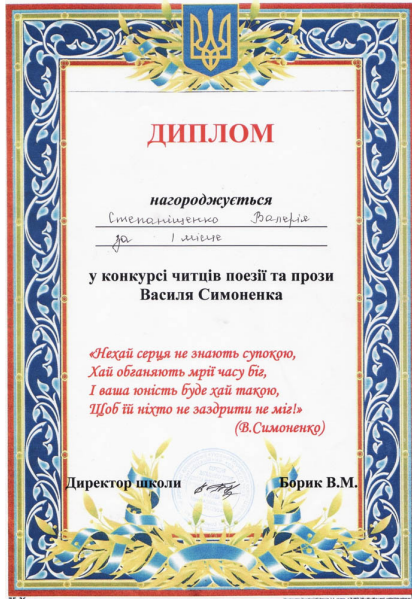 ДИПЛОМ
нагороджується
Степаніщенко Валерія
за 1 місце
у конкурсі читців поезії та прози
Василя Симоненка
«Нехай серця не знають супокою,
Хай обганяють мрії часу біг,
І ваша юність буде хай такою,
Щоб їй ніхто не заздрити не міг!»
(В.Симоненко)
Директор школи Борик В.М.